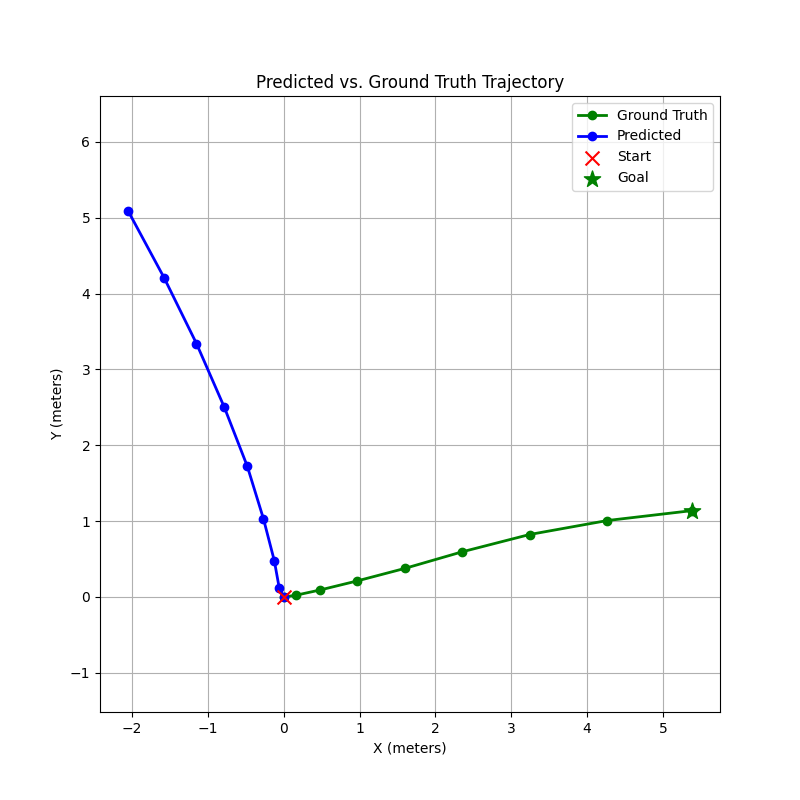 Predicted vs. Ground Truth Trajectory
Ground Truth
Predicted
Start
Goal
6
5
4
3
2
1
0
−1
Y (meters)
−2 −1 0 1 2 3 4 5
X (meters)